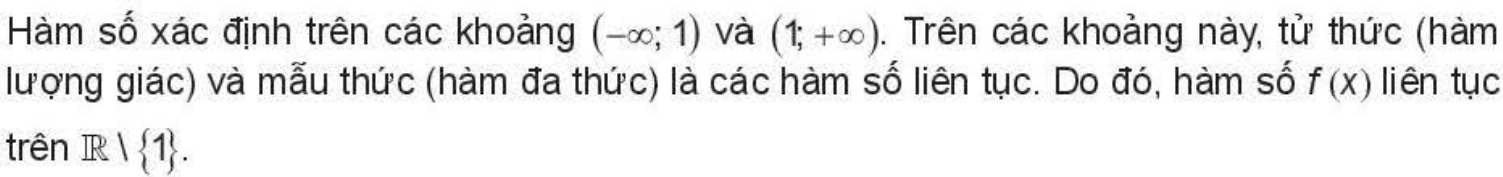 Hàm số xác định trên các khoảng (−∞; 1) và (1; +∞). Trên các khoảng này, tử thức (hàm
lượng giác) và mẫu thức (hàm đa thức) là các hàm số liên tục. Do đó, hàm số f (x) liên tục
trên ℝ \ {1}.